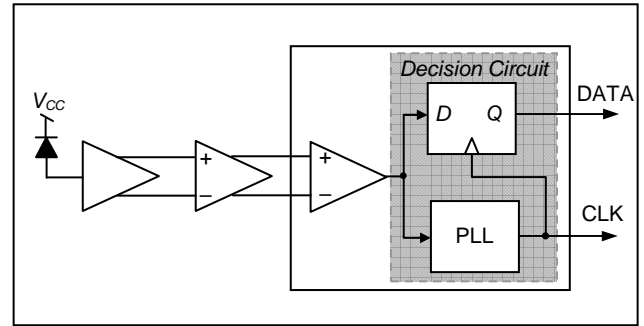 Decision Circuit
VCC
DATA
D Q
+ + 
− −
PLL
CLK